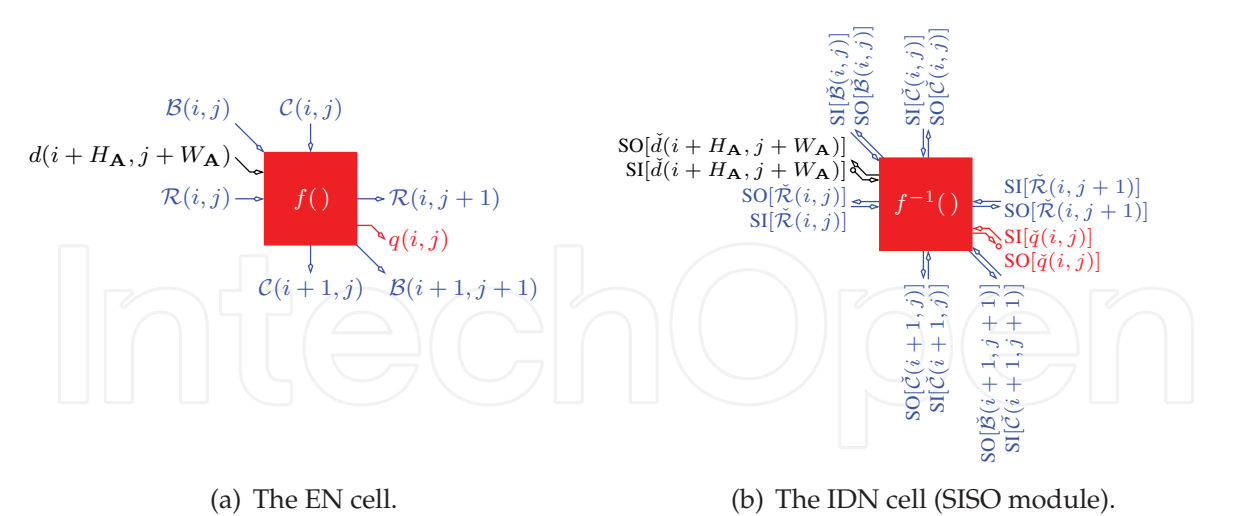 B(i, j)
C(i, j)
d(i + H_A, j + W_A)
R(i, j)
f()
R(i, j + 1)
q(i, j)
C(i + 1, j)
B(i + 1, j + 1)
(a) The EN cell.
SI[B̌(i, j)]
SO[B̌(i, j)]
SI[Č(i, j)]
SO[Č(i, j)]
SO[ď(i + H_A, j + W_A)]
SI[ď(i + H_A, j + W_A)]
SO[Ř(i, j)]
SI[Ř(i, j)]
f⁻¹()
SI[Ř(i, j + 1)]
SO[Ř(i, j + 1)]
SI[q̌(i, j)]
SO[q̌(i, j)]
SO[Č(i + 1, j)]
SI[Č(i + 1, j)]
SO[B̌(i + 1, j + 1)]
SI[Č(i + 1, j + 1)]
(b) The IDN cell (SISO module).
IntechOpen